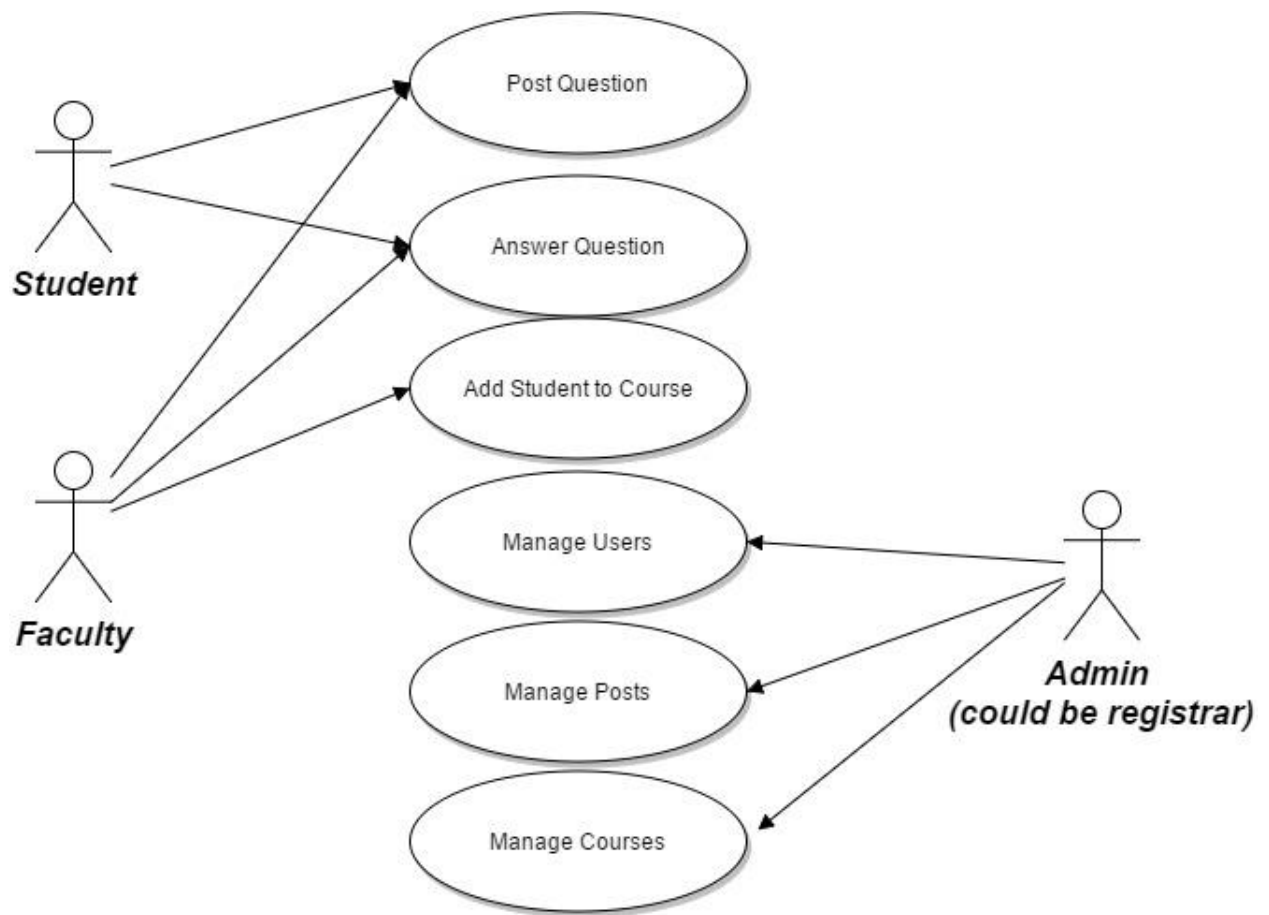 Post Question
Answer Question
Student
Add Student to Course
Manage Users
Faculty
Manage Posts
Admin
(could be registrar)
Manage Courses